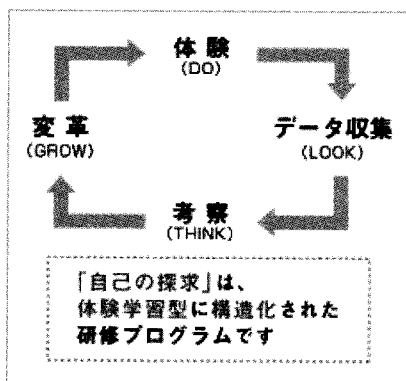 体験
(DO)
変革
(GROW)
データ収集
(LOOK)
考察
(THINK)
「自己の探求」は、
体験学習型に構造化された
研修プログラムです